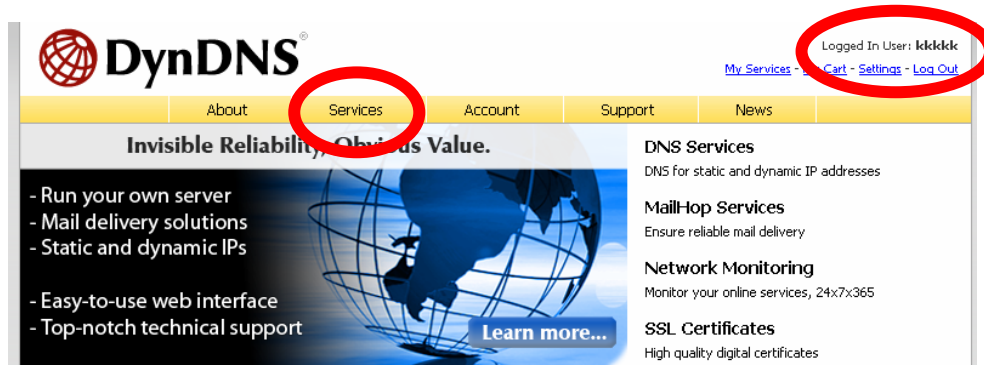 DynDNS®
Logged In User: kkkkk
My Services - Cart - Settings - Log Out
About Services Account Support News
Invisible Reliability, Obvious Value.
- Run your own server
- Mail delivery solutions
- Static and dynamic IPs
- Easy-to-use web interface
- Top-notch technical support
Learn more...
DNS Services
DNS for static and dynamic IP addresses
MailHop Services
Ensure reliable mail delivery
Network Monitoring
Monitor your online services, 24x7x365
SSL Certificates
High quality digital certificates